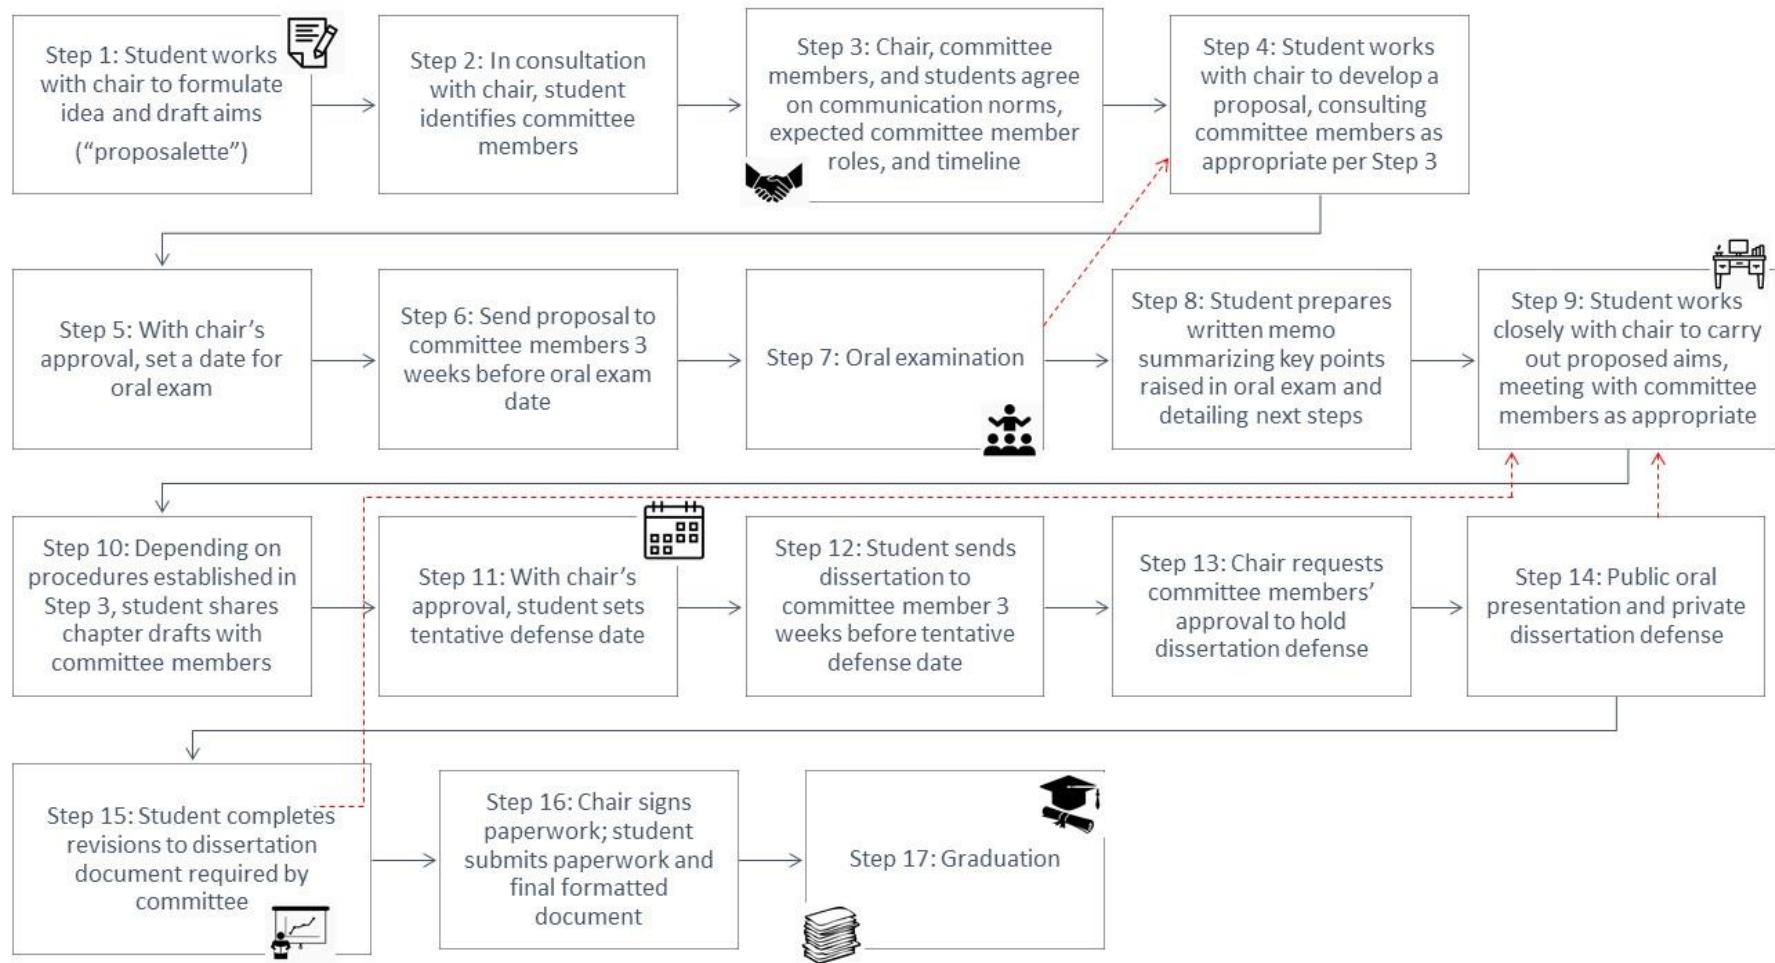 Step 1: Student works
with chair to formulate
idea and draft aims
(“proposalette”)
Step 2: In consultation
with chair, student
identifies committee
members
Step 3: Chair, committee
members, and students agree
on communication norms,
expected committee member
roles, and timeline
Step 4: Student works
with chair to develop a
proposal, consulting
committee members as
appropriate per Step 3
Step 5: With chair’s
approval, set a date for
oral exam
Step 6: Send proposal to
committee members 3
weeks before oral exam
date
Step 7: Oral examination
Step 8: Student prepares
written memo
summarizing key points
raised in oral exam and
detailing next steps
Step 9: Student works
closely with chair to carry
out proposed aims,
meeting with committee
members as appropriate
Step 10: Depending on
procedures established in
Step 3, student shares
chapter drafts with
committee members
Step 11: With chair’s
approval, student sets
tentative defense date
Step 12: Student sends
dissertation to
committee member 3
weeks before tentative
defense date
Step 13: Chair requests
committee members’
approval to hold
dissertation defense
Step 14: Public oral
presentation and private
dissertation defense
Step 15: Student completes
revisions to dissertation
document required by
committee
Step 16: Chair signs
paperwork; student
submits paperwork and
final formatted
document
Step 17: Graduation